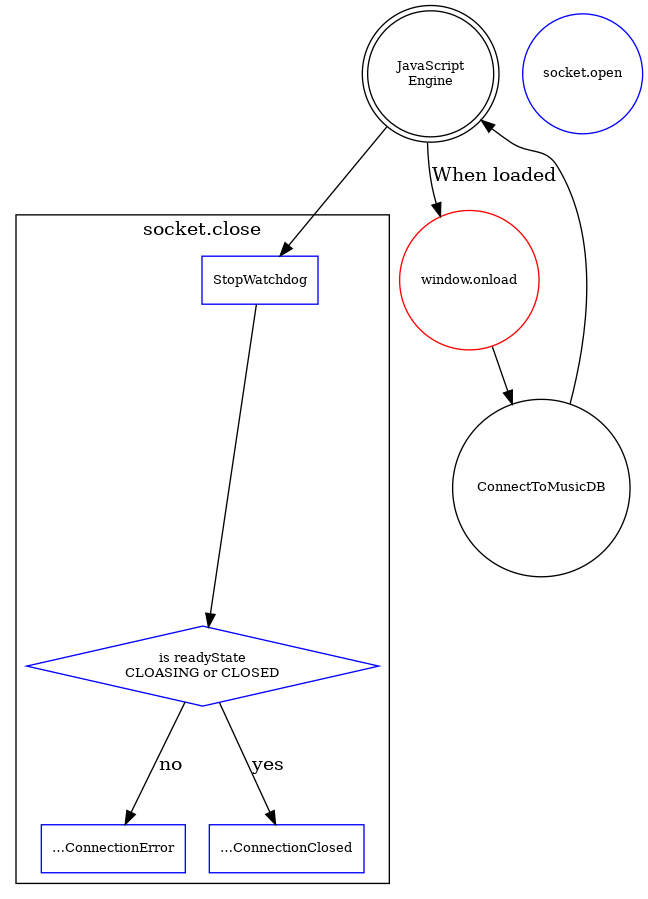 JavaScript
Engine
socket.open
When loaded
socket.close
StopWatchdog
window.onload
ConnectToMusicDB
is readyState
CLOASING or CLOSED
no
yes
...ConnectionError
...ConnectionClosed